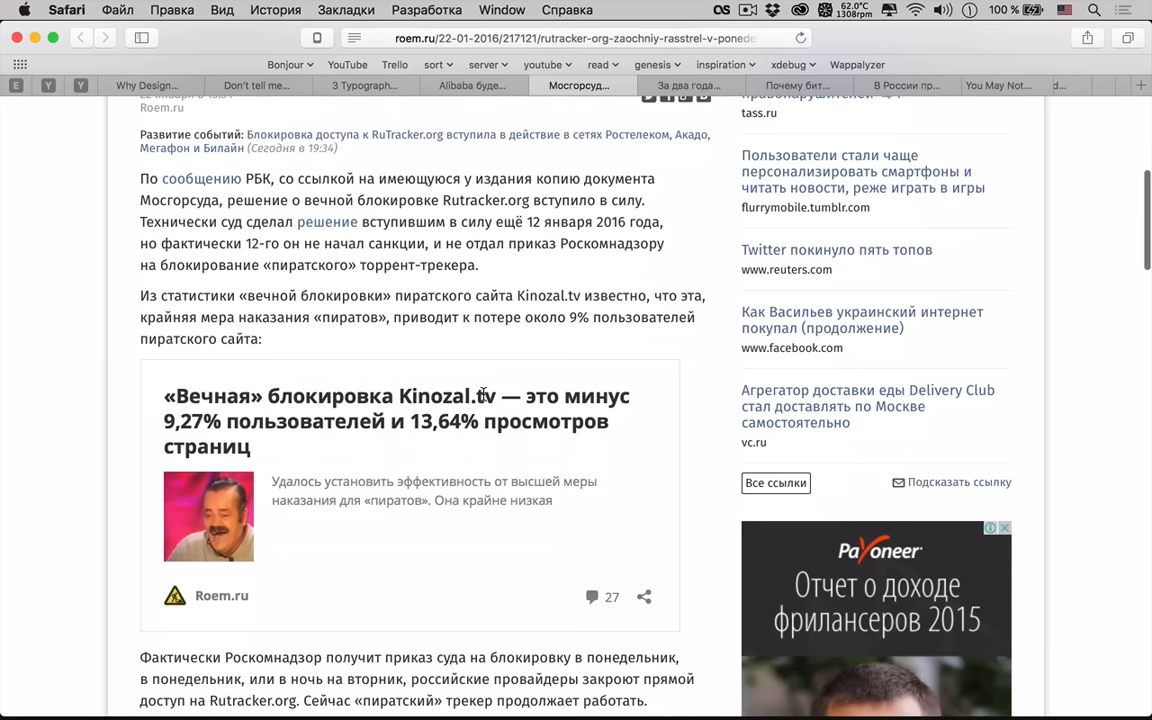 Safari Файл Правка Вид История Закладки Разработка Window Справка 62.0°C 1308rpm 100 %
roem.ru/22-01-2016/217121/rutracker-org-zaochniy-rasstrel-v-ponede
Bonjour YouTube Trello sort server youtube read genesis inspiration xdebug Wappalyzer
E Y Y Why Design... Don't tell me... 3 Typograph... Alibaba буде... Мосгорсуд... За два года... Почему бит... В России пр... You May Not... d...
Roem.ru
Развитие событий: Блокировка доступа к RuTracker.org вступила в действие в сетях Ростелеком, Акадо,
Мегафон и Билайн (Сегодня в 19:34)
По сообщению РБК, со ссылкой на имеющуюся у издания копию документа
Мосгорсуда, решение о вечной блокировке Rutracker.org вступило в силу.
Технически суд сделал решение вступившим в силу ещё 12 января 2016 года,
но фактически 12-го он не начал санкции, и не отдал приказ Роскомнадзору
на блокирование «пиратского» торрент-трекера.
Из статистики «вечной блокировки» пиратского сайта Kinozal.tv известно, что эта,
крайняя мера наказания «пиратов», приводит к потере около 9% пользователей
пиратского сайта:
«Вечная» блокировка Kinozal.tv — это минус
9,27% пользователей и 13,64% просмотров
страниц
Удалось установить эффективность от высшей меры
наказания для «пиратов». Она крайне низкая
Roem.ru
27
Фактически Роскомнадзор получит приказ суда на блокировку в понедельник,
в понедельник, или в ночь на вторник, российские провайдеры закроют прямой
доступ на Rutracker.org. Сейчас «пиратский» трекер продолжает работать.
tass.ru
Пользователи стали чаще
персонализировать смартфоны и
читать новости, реже играть в игры
flurrymobile.tumblr.com
Twitter покинуло пять топов
www.reuters.com
Как Васильев украинский интернет
покупал (продолжение)
www.facebook.com
Агрегатор доставки еды Delivery Club
стал доставлять по Москве
самостоятельно
vc.ru
Все ссылки
Подсказать ссылку
Payoneer
Отчет о доходе
фрилансеров 2015